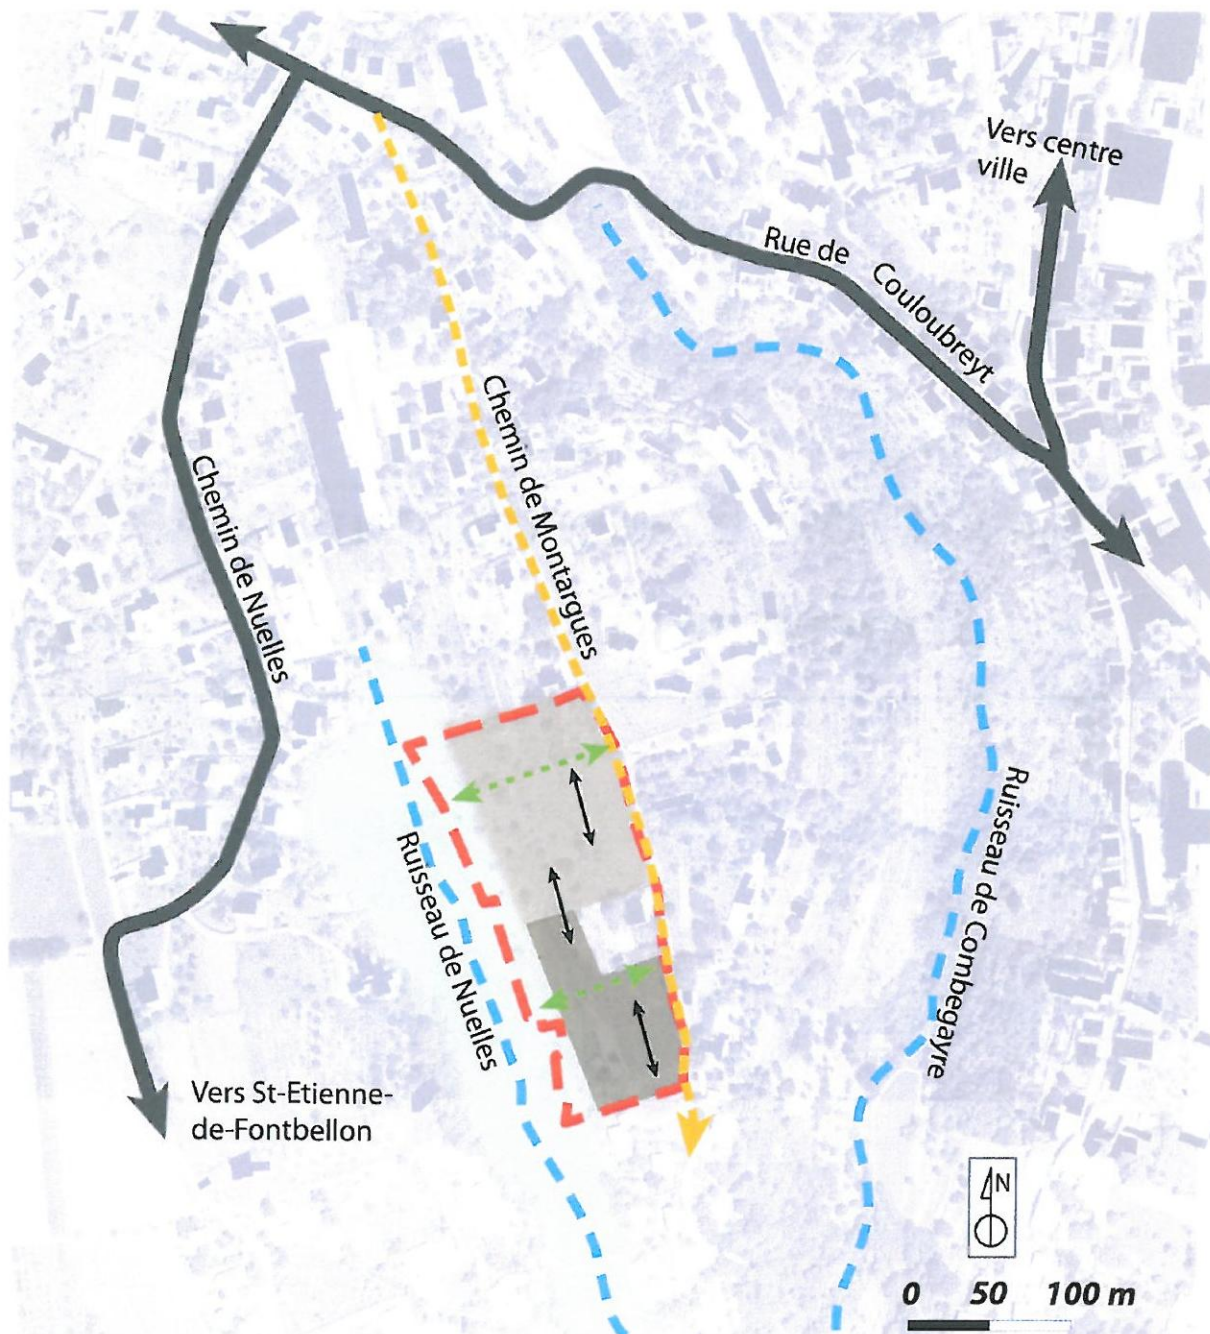 Vers centre
ville
Rue de
Couloubreyt
Chemin de Montargues
Chemin de Nuelles
Ruisseau de Nuelles
Ruisseau de Combegayre
Vers St-Etienne-
de-Fontbellon
N
0 50 100 m